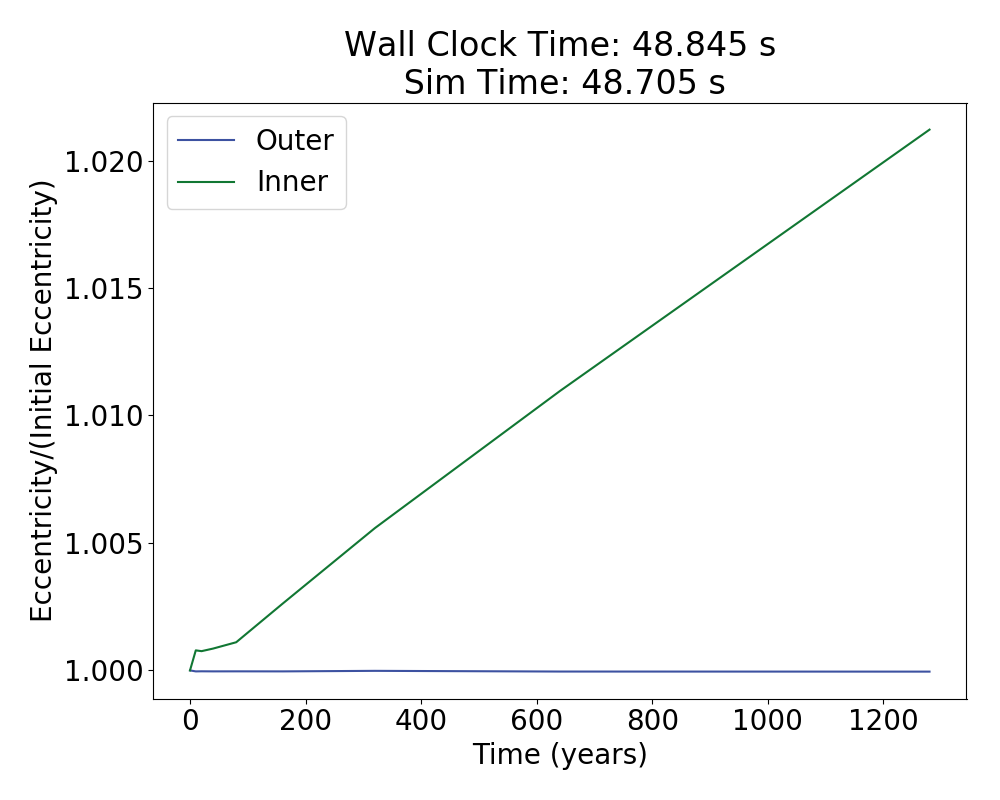 Wall Clock Time: 48.845 s
Sim Time: 48.705 s
Outer
Inner
Eccentricity/(Initial Eccentricity)
1.020
1.015
1.010
1.005
1.000
0 200 400 600 800 1000 1200
Time (years)